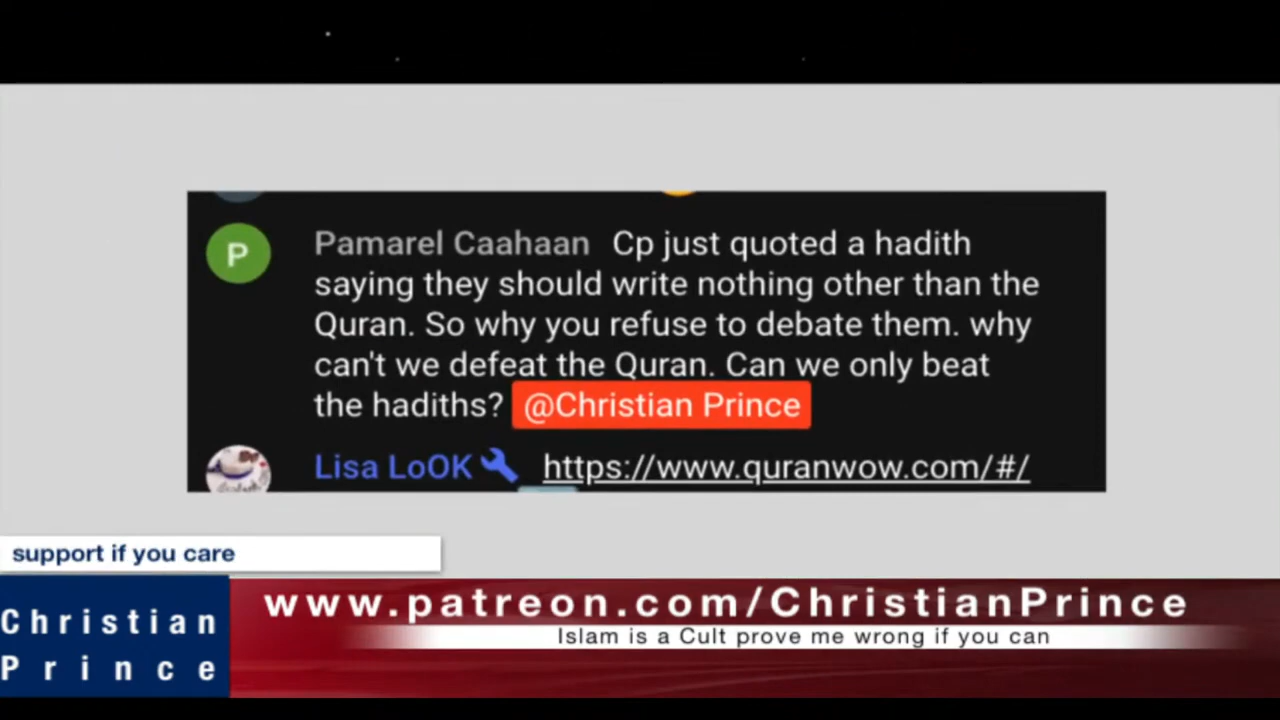 Pamarel Caahaan Cp just quoted a hadith
saying they should write nothing other than the
Quran. So why you refuse to debate them. why
can't we defeat the Quran. Can we only beat
the hadiths? @Christian Prince
P
Lisa LoOK https://www.quranwow.com/#/
support if you care
Christian
Prince
www.patreon.com/ChristianPrince
Islam is a Cult prove me wrong if you can